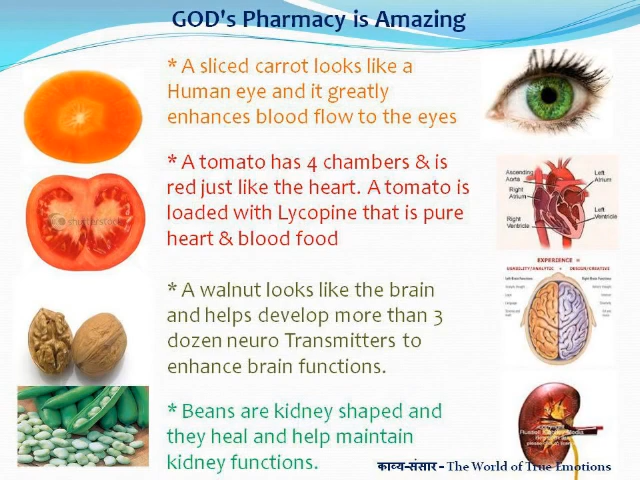 GOD's Pharmacy is Amazing
* A sliced carrot looks like a
Human eye and it greatly
enhances blood flow to the eyes
* A tomato has 4 chambers & is
red just like the heart. A tomato is
loaded with Lycopine that is pure
heart & blood food
shutterstock
Ascending
Aorta
Right
Atrium
Right
Ventricle
Left
Atrium
Left
Ventricle
* A walnut looks like the brain
and helps develop more than 3
dozen neuro Transmitters to
enhance brain functions.
EXPERIENCE =
* Beans are kidney shaped and
they heal and help maintain
kidney functions.
काव्य-संसार - The World of True Emotions